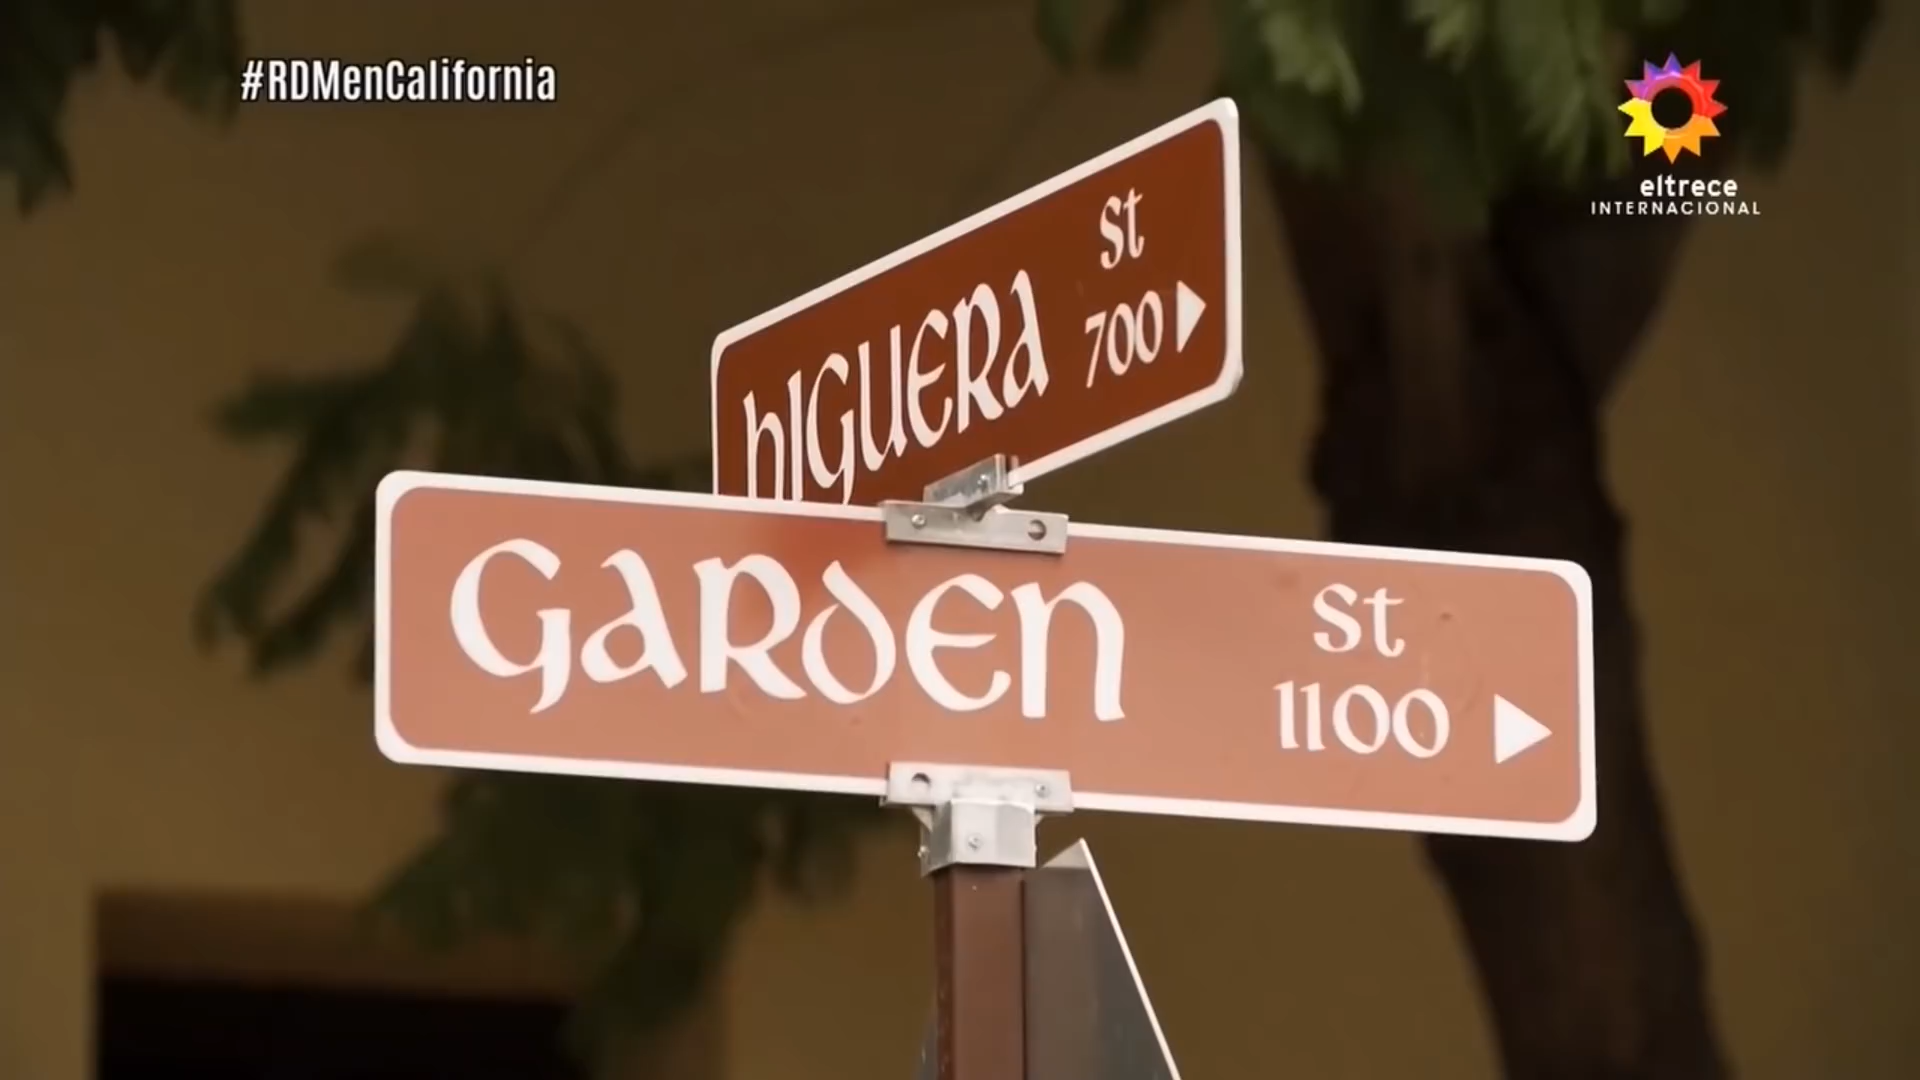 #RDMenCalifornia
eltrece
INTERNACIONAL
HIGUERA St
700
GARDEN St
1100